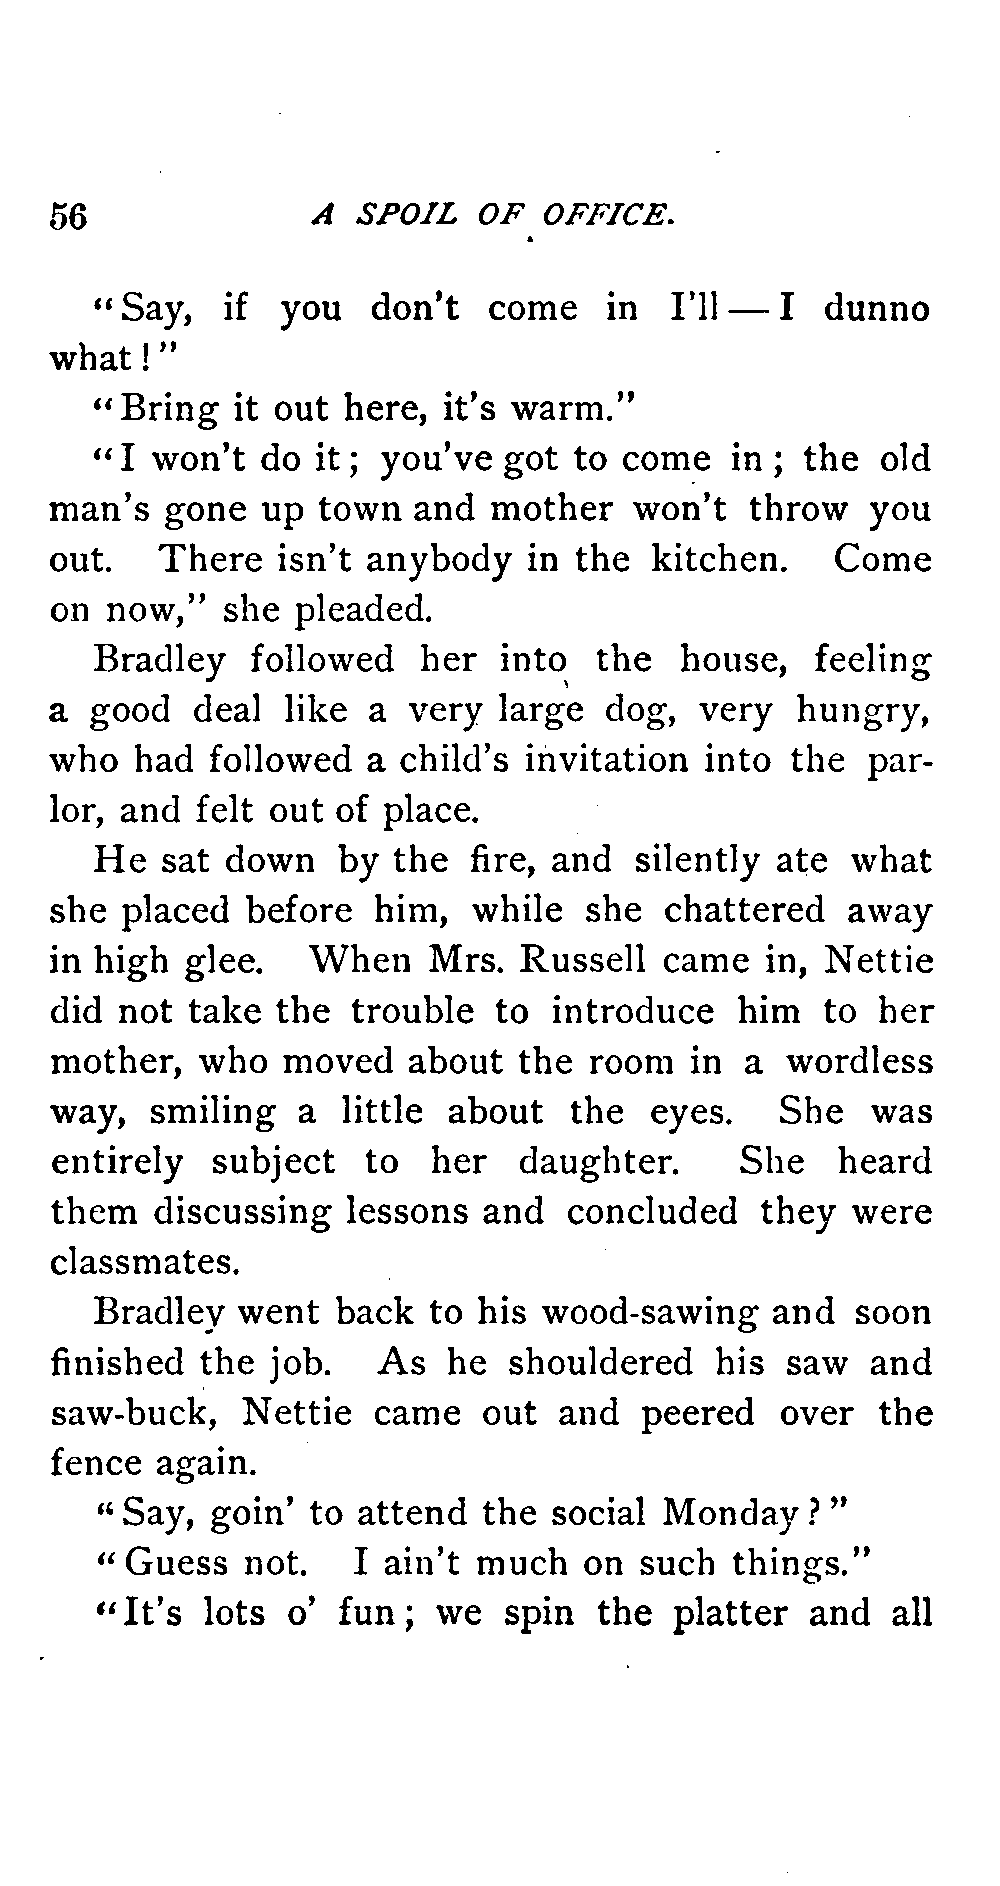 56 A SPOIL OF OFFICE.
"Say, if you don't come in I'll — I dunno
what!"
"Bring it out here, it's warm."
"I won't do it; you've got to come in; the old
man's gone up town and mother won't throw you
out. There isn't anybody in the kitchen. Come
on now," she pleaded.
Bradley followed her into the house, feeling
a good deal like a very large dog, very hungry,
who had followed a child's invitation into the par-
lor, and felt out of place.
He sat down by the fire, and silently ate what
she placed before him, while she chattered away
in high glee. When Mrs. Russell came in, Nettie
did not take the trouble to introduce him to her
mother, who moved about the room in a wordless
way, smiling a little about the eyes. She was
entirely subject to her daughter. She heard
them discussing lessons and concluded they were
classmates.
Bradley went back to his wood-sawing and soon
finished the job. As he shouldered his saw and
saw-buck, Nettie came out and peered over the
fence again.
"Say, goin' to attend the social Monday?"
"Guess not. I ain't much on such things."
"It's lots o' fun; we spin the platter and all